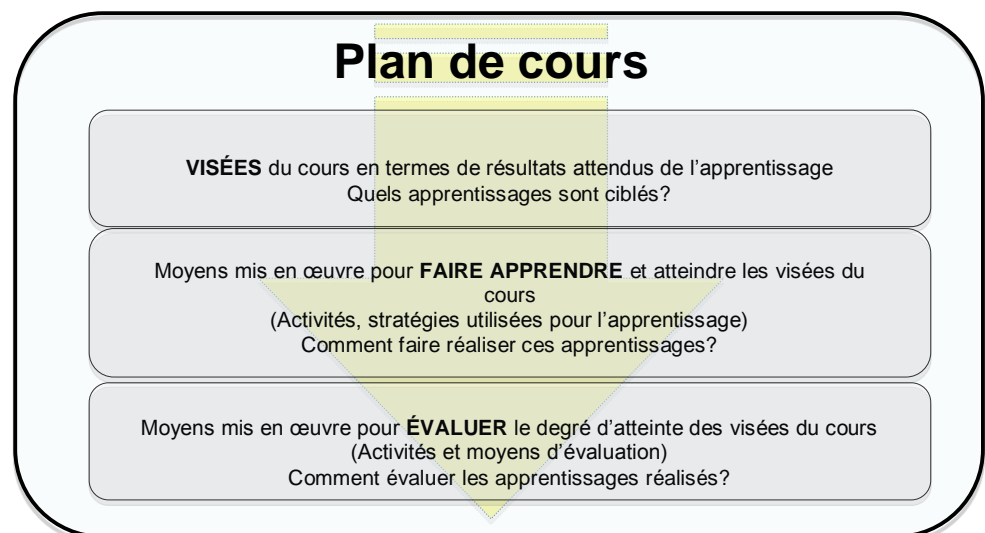 Plan de cours
VISÉES du cours en termes de résultats attendus de l’apprentissage
Quels apprentissages sont ciblés?
Moyens mis en œuvre pour FAIRE APPRENDRE et atteindre les visées du
cours
(Activités, stratégies utilisées pour l’apprentissage)
Comment faire réaliser ces apprentissages?
Moyens mis en œuvre pour ÉVALUER le degré d’atteinte des visées du cours
(Activités et moyens d’évaluation)
Comment évaluer les apprentissages réalisés?